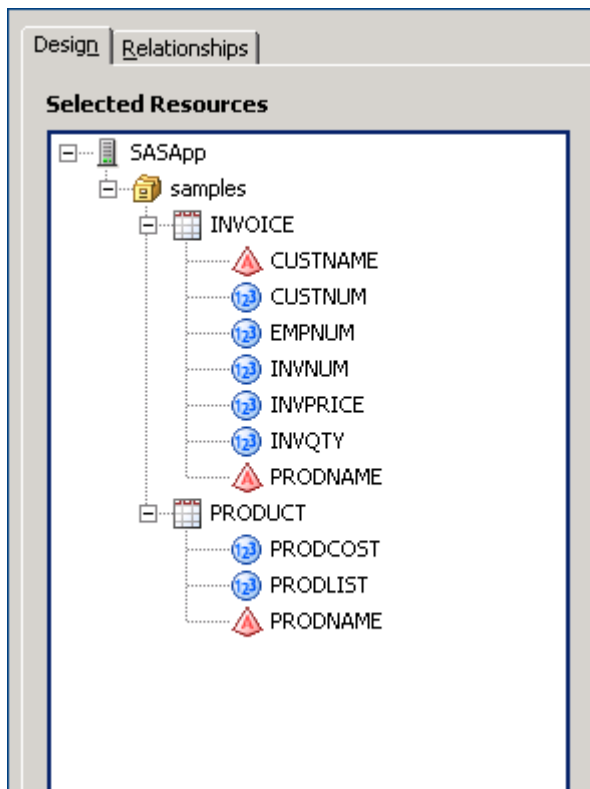 Design Relationships
Selected Resources
SASApp
samples
INVOICE
CUSTNAME
CUSTNUM
EMPNUM
INVNUM
INVPRICE
INVQTY
PRODNAME
PRODUCT
PRODCOST
PRODLIST
PRODNAME